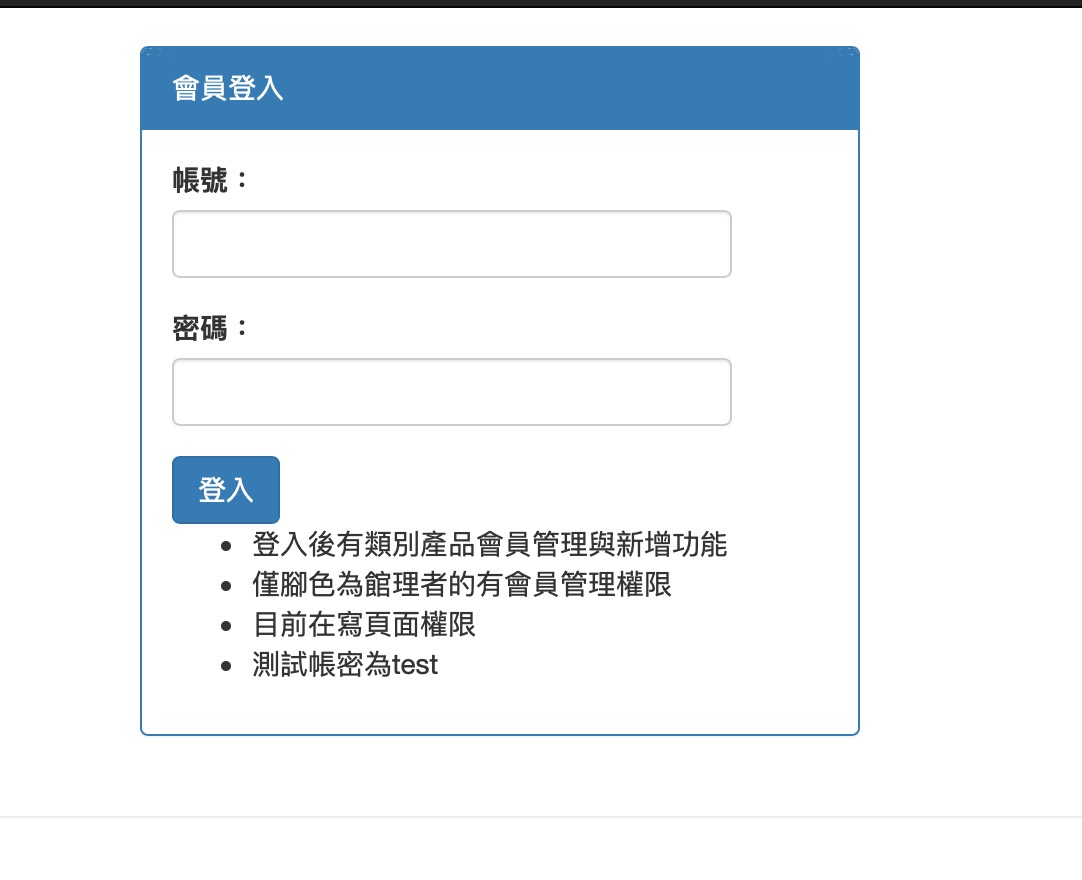 會員登入
帳號：
密碼：
登入
登入後有類別產品會員管理與新增功能
僅腳色為館理者的有會員管理權限
目前在寫頁面權限
測試帳密為test